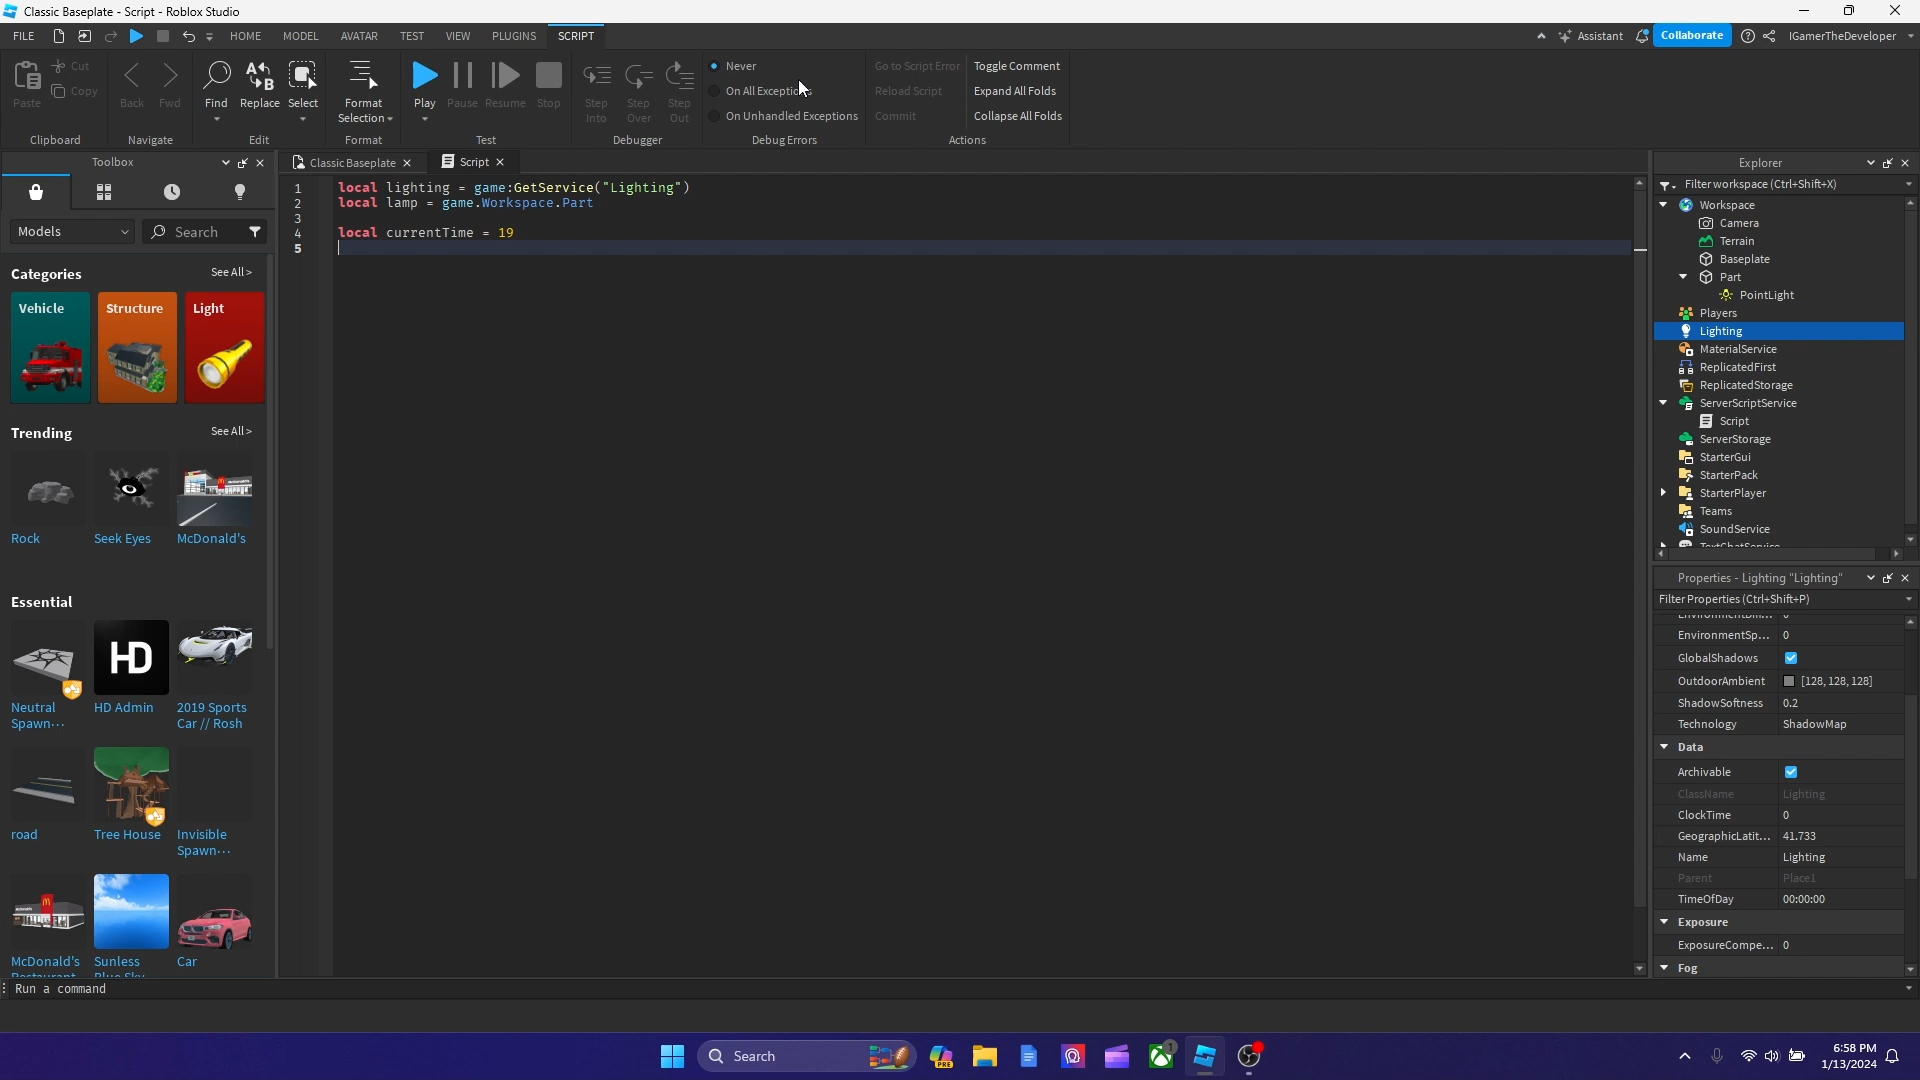 Classic Baseplate - Script - Roblox Studio
FILE HOME MODEL AVATAR TEST VIEW PLUGINS SCRIPT Assistant Collaborate IGamerTheDeveloper
Paste Cut Copy
Clipboard
Back Fwd
Navigate
Find Replace Select
Edit
Format Selection
Format
Play Pause Resume Stop
Test
Step Into Step Over Step Out
Debugger
Never
On All Exceptions
On Unhandled Exceptions
Debug Errors
Go to Script Error
Reload Script
Commit
Toggle Comment
Expand All Folds
Collapse All Folds
Actions
Toolbox
Models Search
Categories See All >
Vehicle Structure Light
Trending See All >
Rock Seek Eyes McDonald's
Essential
HD
Neutral Spawn... HD Admin 2019 Sports Car // Rosh
road Tree House Invisible Spawn...
McDonald's Restaurant Sunless Blue Sky Car
Classic Baseplate Script
1 local lighting = game:GetService("Lighting")
2 local lamp = game.Workspace.Part
3
4 local currentTime = 19
5
Explorer
Filter workspace (Ctrl+Shift+X)
Workspace
Camera
Terrain
Baseplate
Part
PointLight
Players
Lighting
MaterialService
ReplicatedFirst
ReplicatedStorage
ServerScriptService
Script
ServerStorage
StarterGui
StarterPack
StarterPlayer
Teams
SoundService
TextChatService
Properties - Lighting "Lighting"
Filter Properties (Ctrl+Shift+P)
EnvironmentDif... 0
EnvironmentSp... 0
GlobalShadows
OutdoorAmbient [128, 128, 128]
ShadowSoftness 0.2
Technology ShadowMap
Data
Archivable
ClassName Lighting
ClockTime 0
GeographicLatit... 41.733
Name Lighting
Parent Place1
TimeOfDay 00:00:00
Exposure
ExposureCompe... 0
Fog
Run a command
Search
PRE
1
6:58 PM
1/13/2024